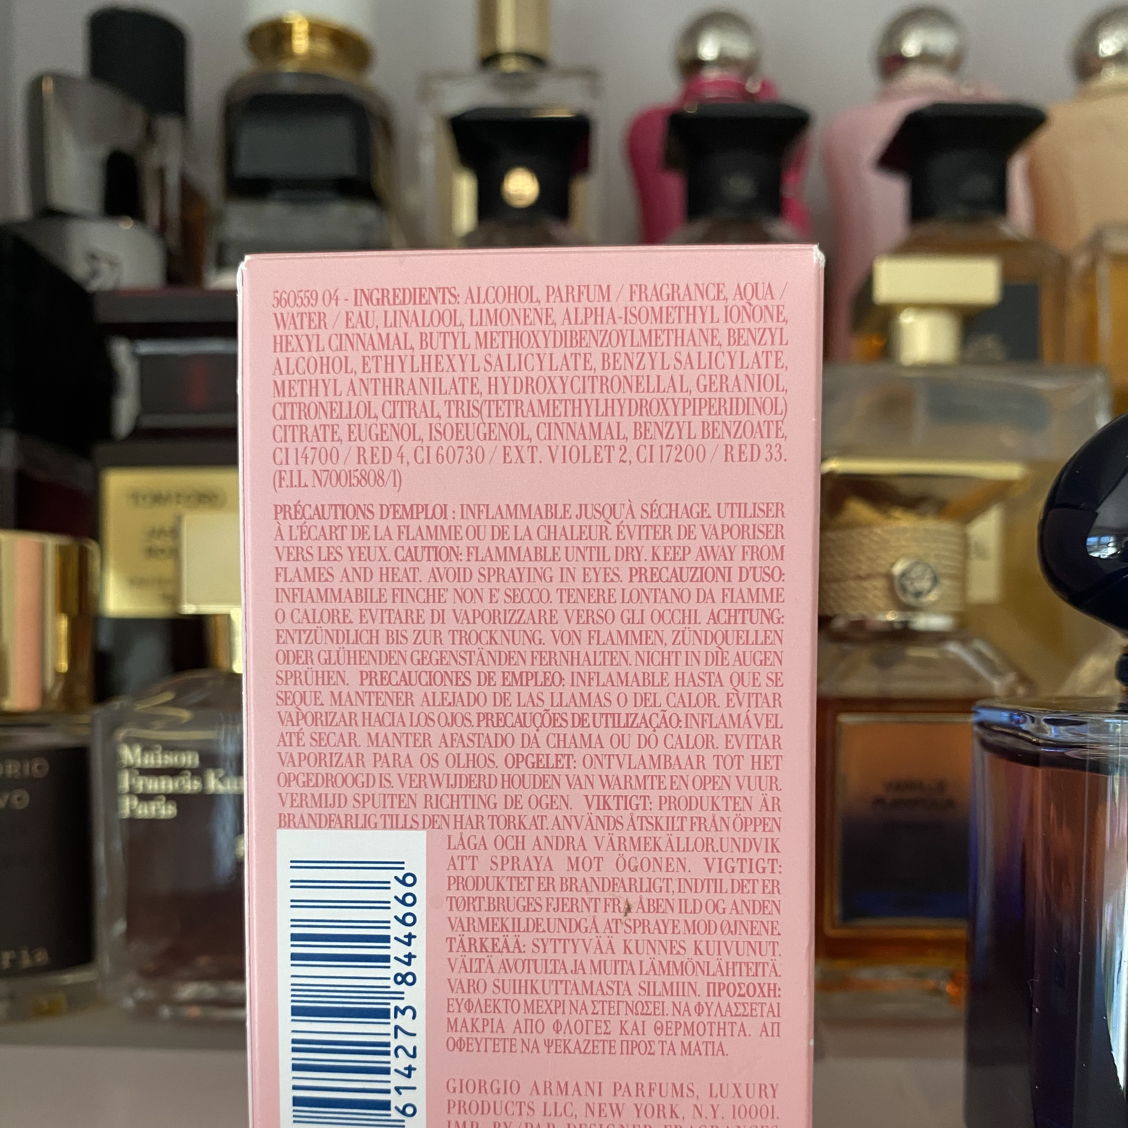 560559 04 - INGREDIENTS: ALCOHOL, PARFUM / FRAGRANCE, AQUA /
WATER / EAU, LINALOOL, LIMONENE, ALPHA-ISOMETHYL IONONE,
HEXYL CINNAMAL, BUTYL METHOXYDIBENZOYLMETHANE, BENZYL
ALCOHOL, ETHYLHEXYL SALICYLATE, BENZYL SALICYLATE,
METHYL ANTHRANILATE, HYDROXYCITRONELLAL, GERANIOL,
CITRONELLOL, CITRAL, TRIS(TETRAMETHYLHYDROXYPIPERIDINOL)
CITRATE, EUGENOL, ISOEUGENOL, CINNAMAL, BENZYL BENZOATE,
CI 14700 / RED 4, CI 60730 / EXT. VIOLET 2, CI 17200 / RED 33.
(F.I.L. N70015808/1)
PRÉCAUTIONS D'EMPLOI : INFLAMMABLE JUSQU'À SÉCHAGE. UTILISER
À L'ÉCART DE LA FLAMME OU DE LA CHALEUR. ÉVITER DE VAPORISER
VERS LES YEUX. CAUTION: FLAMMABLE UNTIL DRY. KEEP AWAY FROM
FLAMES AND HEAT. AVOID SPRAYING IN EYES. PRECAUZIONI D'USO:
INFIAMMABILE FINCHE' NON E' SECCO. TENERE LONTANO DA FIAMME
O CALORE. EVITARE DI VAPORIZZARE VERSO GLI OCCHI. ACHTUNG:
ENTZÜNDLICH BIS ZUR TROCKNUNG. VON FLAMMEN, ZÜNDQUELLEN
ODER GLÜHENDEN GEGENSTÄNDEN FERNHALTEN. NICHT IN DIE AUGEN
SPRÜHEN. PRECAUCIONES DE EMPLEO: INFLAMABLE HASTA QUE SE
SEQUE. MANTENER ALEJADO DE LAS LLAMAS O DEL CALOR. EVITAR
VAPORIZAR HACIA LOS OJOS. PRECAUÇÕES DE UTILIZAÇÃO: INFLAMÁVEL
ATÉ SECAR. MANTER AFASTADO DA CHAMA OU DO CALOR. EVITAR
VAPORIZAR PARA OS OLHOS. OPGELET: ONTVLAMBAAR TOT HET
OPGEDROOGD IS. VERWIJDERD HOUDEN VAN WARMTE EN OPEN VUUR.
VERMIJD SPUITEN RICHTING DE OGEN. VIKTIGT: PRODUKTEN ÄR
BRANDFARLIG TILLS DEN HAR TORKAT. ANVÄNDS ÅTSKILT FRÅN ÖPPEN
LÅGA OCH ANDRA VÄRMEKÄLLOR.UNDVIK
ATT SPRAYA MOT ÖGONEN. VIGTIGT:
PRODUKTET ER BRANDFARLIGT, INDTIL DET ER
TØRT.BRUGES FJERNT FRA ÅBEN ILD OG ANDEN
VARMEKILDE.UNDGÅ AT SPRAYE MOD ØJNENE.
TÄRKEÄÄ: SYTTYVÄÄ KUNNES KUIVUNUT.
VÄLTÄ AVOTULTA JA MUITA LÄMMÖNLÄHTEITÄ.
VARO SUIHKUTTAMASTA SILMIIN. ΠΡΟΣΟΧΗ:
ΕΥΦΛΕΚΤΟ ΜΕΧΡΙ ΝΑ ΣΤΕΓΝΩΣΕΙ. ΝΑ ΦΥΛΑΣΣΕΤΑΙ
ΜΑΚΡΙΑ ΑΠΟ ΦΛΟΓΕΣ ΚΑΙ ΘΕΡΜΟΤΗΤΑ. ΑΠ
ΟΦΕΥΓΕΤΕ ΝΑ ΨΕΚΑΖΕΤΕ ΠΡΟΣ ΤΑ ΜΑΤΙΑ.
GIORGIO ARMANI PARFUMS, LUXURY
PRODUCTS LLC, NEW YORK, N.Y. 10001.
IMP. BY/PAR DESIGNER FRAGRANCES
614273 844666
TOM FORD
Maison
Francis Kur
Paris